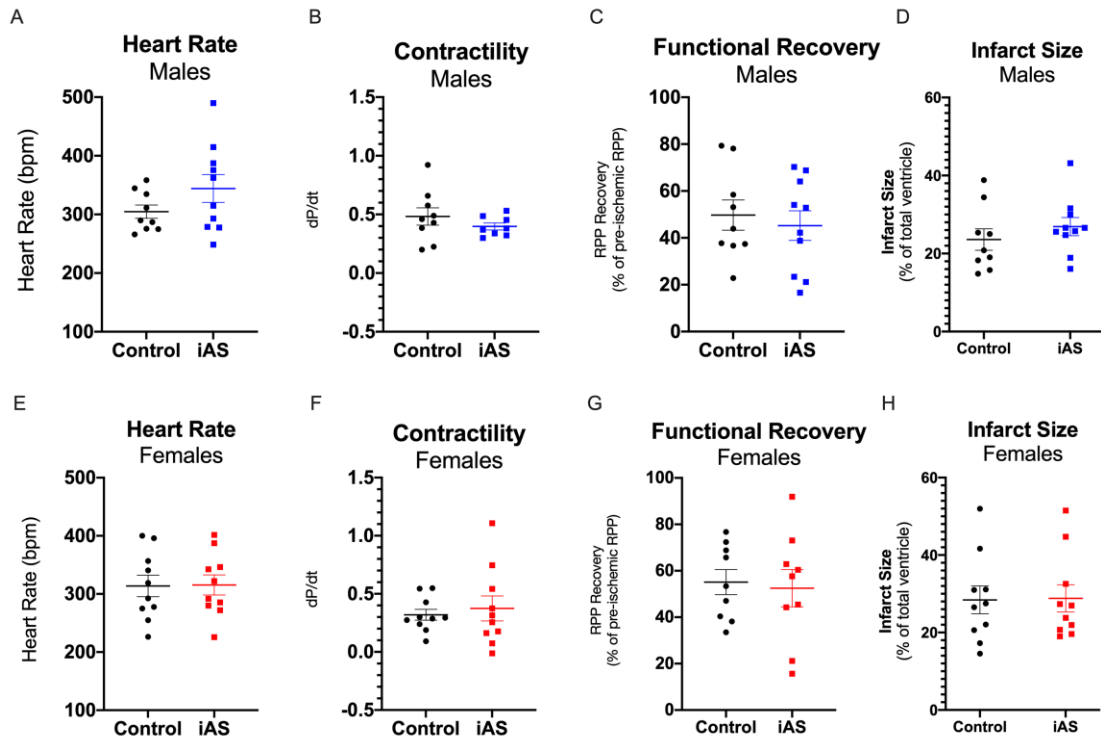 A
Heart Rate
Males
Heart Rate (bpm)
500
400
300
200
100
Control
iAS
B
Contractility
Males
dP/dt
1.5
1.0
0.5
0.0
-0.5
Control
iAS
C
Functional Recovery
Males
RPP Recovery
(% of pre-ischemic RPP)
100
80
60
40
20
0
Control
iAS
D
Infarct Size
Males
Infarct Size
(% of total ventricle)
60
40
20
0
Control
iAS
E
Heart Rate
Females
Heart Rate (bpm)
500
400
300
200
100
Control
iAS
F
Contractility
Females
dP/dt
1.5
1.0
0.5
0.0
-0.5
Control
iAS
G
Functional Recovery
Females
RPP Recovery
(% of pre-ischemic RPP)
100
80
60
40
20
0
Control
iAS
H
Infarct Size
Females
Infarct Size
(% of total ventricle)
60
40
20
0
Control
iAS